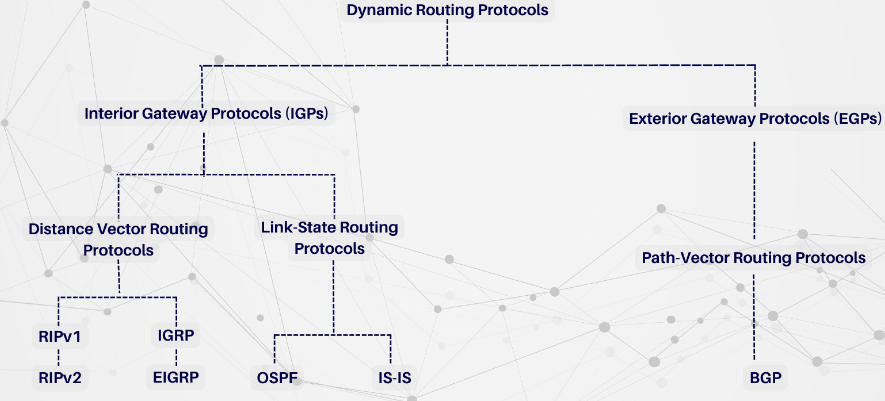 Dynamic Routing Protocols
Interior Gateway Protocols (IGPs)
Exterior Gateway Protocols (EGPs)
Distance Vector Routing
Protocols
Link-State Routing
Protocols
Path-Vector Routing Protocols
RIPv1
IGRP
RIPv2
EIGRP
OSPF
IS-IS
BGP